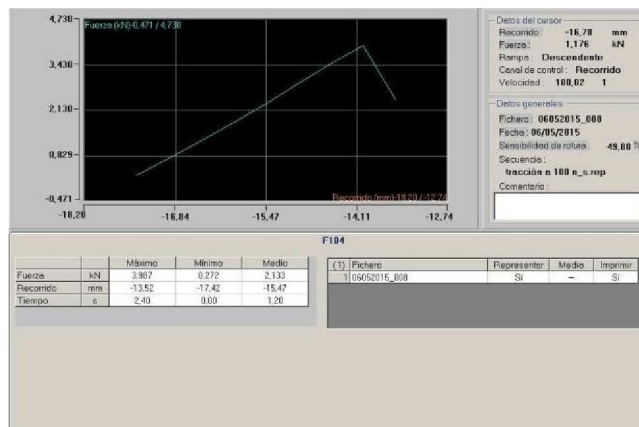 Fuerza (kN)-0,471 / 4,730
4,730
3,430
2,130
0,829
-0,471
Recorrido (mm)-18,20 / -12,74
-18,20 -16,84 -15,47 -14,11 -12,74
Datos del cursor
Recorrido: -16,78 mm
Fuerza: 1,176 kN
Rampa: Descendente
Canal de control: Recorrido
Velocidad: 100,02 1
Datos generales
Fichero: 06052015_008
Fecha: 06/05/2015
Sensibilidad de rotura: 49,80 %
Secuencia:
tracción a 100 n_s.rep
Comentario:
F104
Máximo Mínimo Medio
Fuerza kN 3,987 0,272 2,133
Recorrido mm -13,52 -17,42 -15,47
Tiempo s 2,40 0,00 1,20
(1) Fichero Representar Media Imprimir
1 06052015_008 Sí – Sí